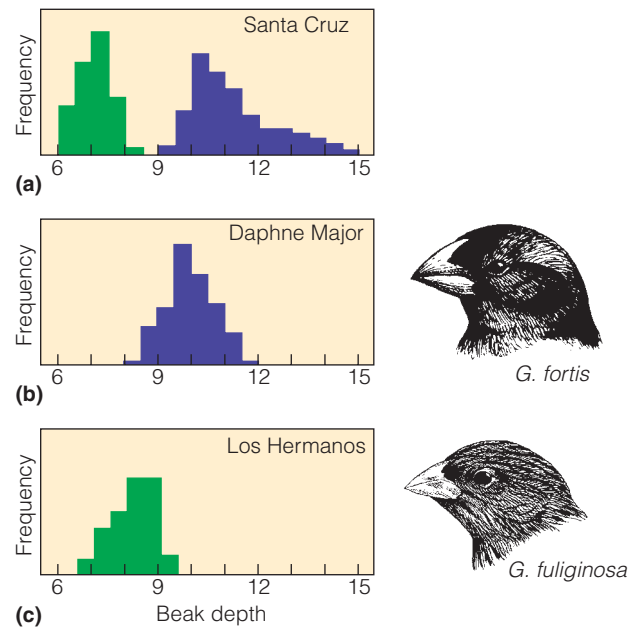 Santa Cruz
Frequency
6 9 12 15
(a)
Daphne Major
Frequency
6 9 12 15
(b)
G. fortis
Los Hermanos
Frequency
6 9 12 15
(c)
Beak depth
G. fuliginosa